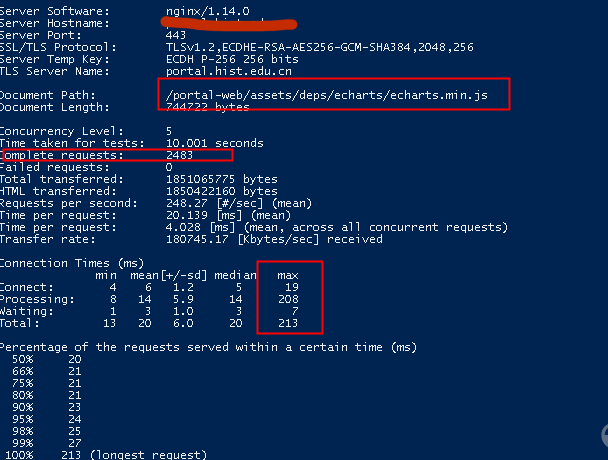 Server Software: nginx/1.14.0
Server Hostname:
Server Port: 443
SSL/TLS Protocol: TLSv1.2,ECDHE-RSA-AES256-GCM-SHA384,2048,256
Server Temp Key: ECDH P-256 256 bits
TLS Server Name: portal.hist.edu.cn
Document Path: /portal-web/assets/deps/echarts/echarts.min.js
Document Length: 744722 bytes
Concurrency Level: 5
Time taken for tests: 10.001 seconds
Complete requests: 2483
Failed requests: 0
Total transferred: 1851065775 bytes
HTML transferred: 1850422160 bytes
Requests per second: 248.27 [#/sec] (mean)
Time per request: 20.139 [ms] (mean)
Time per request: 4.028 [ms] (mean, across all concurrent requests)
Transfer rate: 180745.17 [Kbytes/sec] received
Connection Times (ms)
min mean[+/-sd] median max
Connect: 4 6 1.2 5 19
Processing: 8 14 5.9 14 208
Waiting: 1 3 1.0 3 7
Total: 13 20 6.0 20 213
Percentage of the requests served within a certain time (ms)
50% 20
66% 21
75% 21
80% 21
90% 23
95% 24
98% 25
99% 27
100% 213 (longest request)